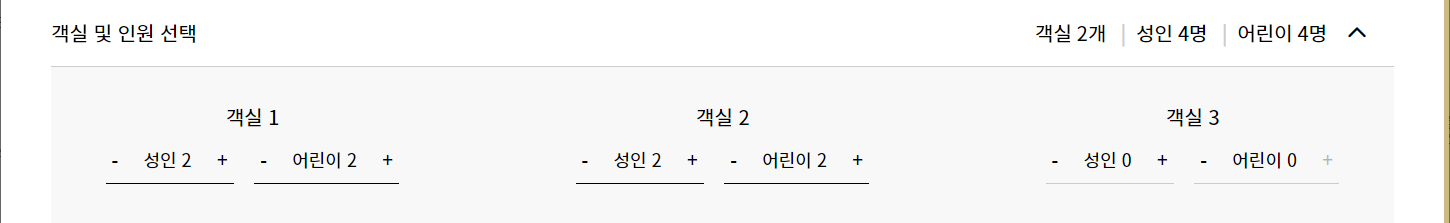 객실 및 인원 선택 객실 2개 | 성인 4명 | 어린이 4명
객실 1 객실 2 객실 3
- 성인 2 + - 어린이 2 + - 성인 2 + - 어린이 2 + - 성인 0 + - 어린이 0 +